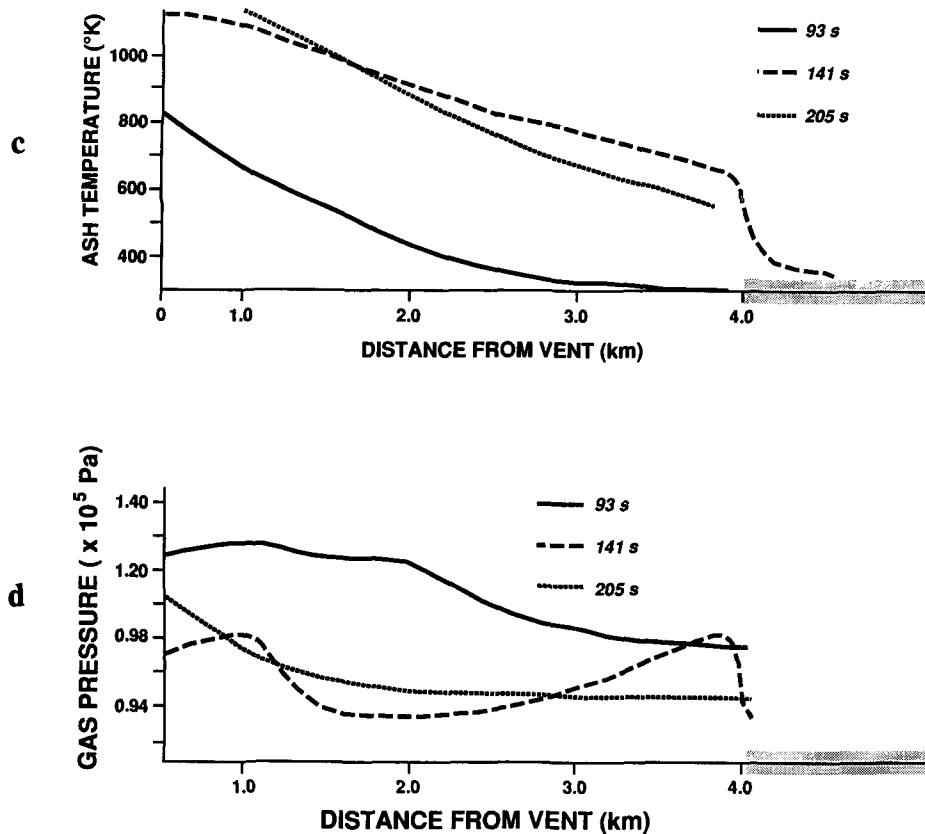 c
ASH TEMPERATURE (°K)
1000
800
600
400
0
1.0
2.0
3.0
4.0
DISTANCE FROM VENT (km)
93 s
141 s
205 s
d
GAS PRESSURE ( x 10⁵ Pa)
1.40
1.20
0.98
0.94
1.0
2.0
3.0
4.0
DISTANCE FROM VENT (km)
93 s
141 s
205 s